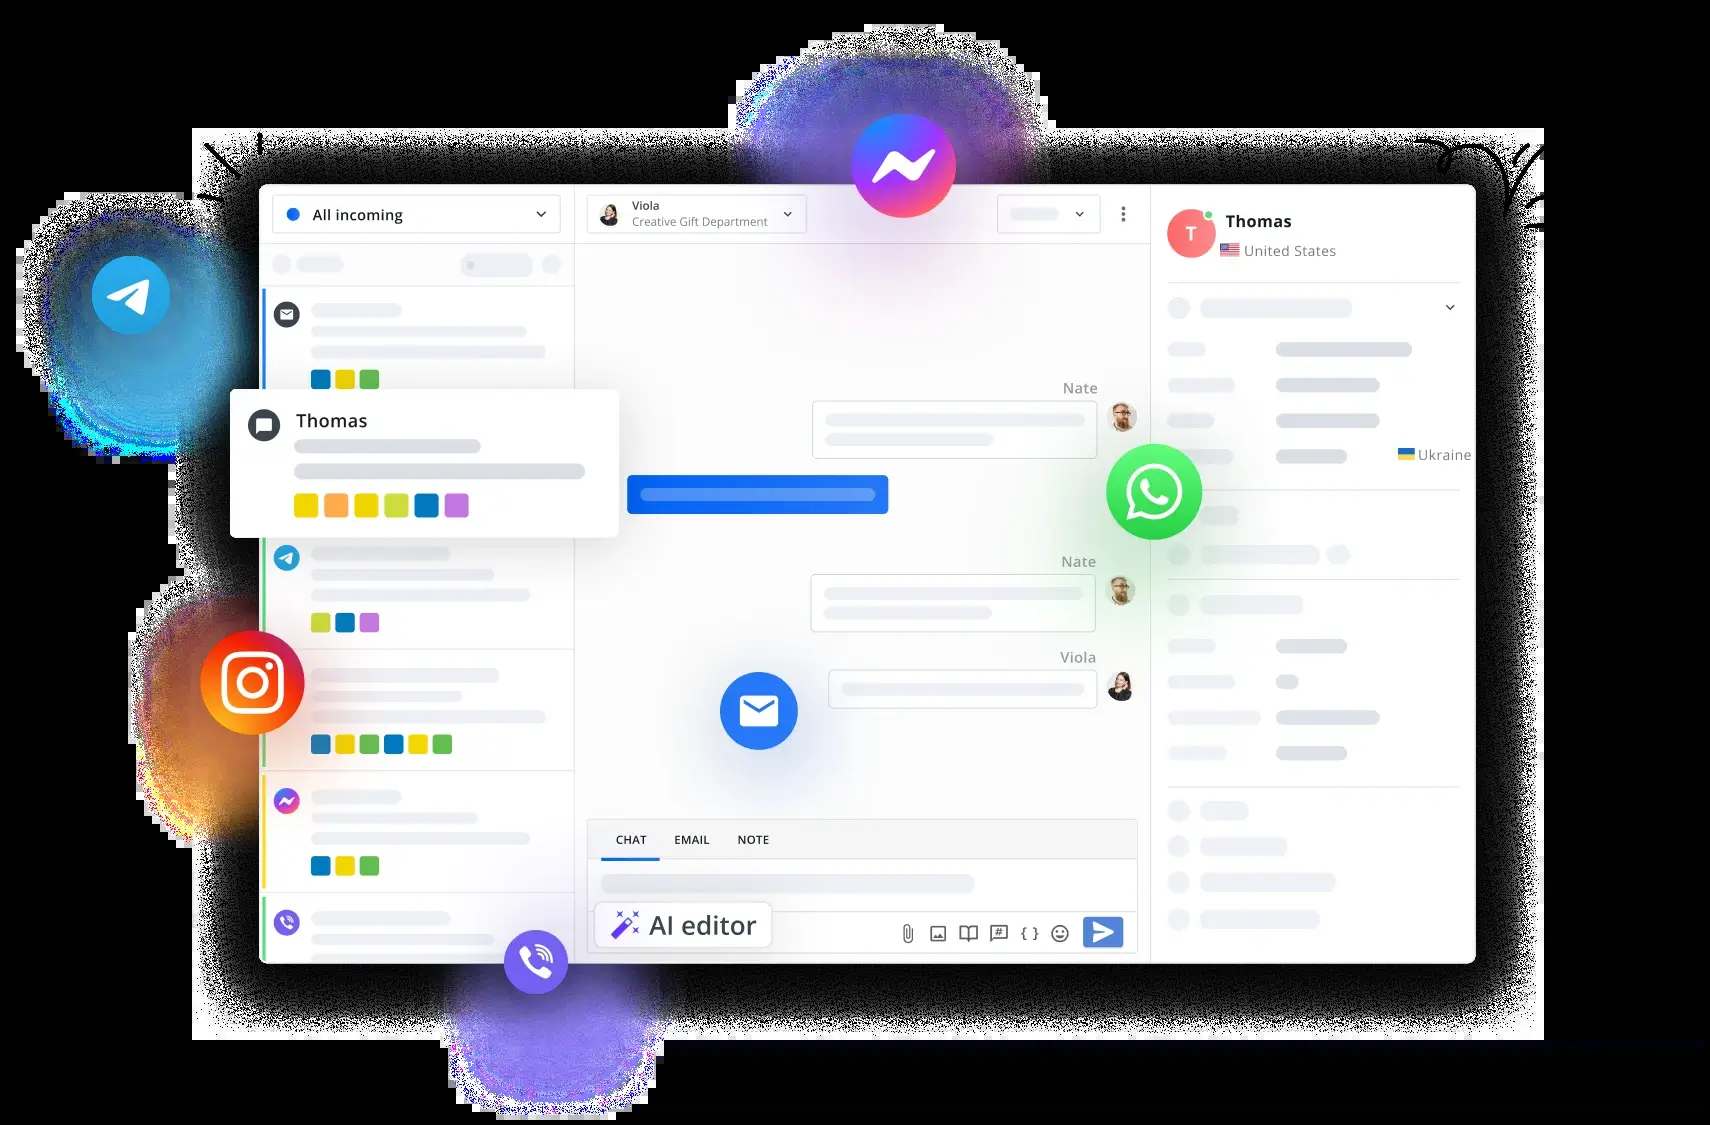 All incoming
Viola
Creative Gift Department
Thomas
Nate
Nate
Viola
CHAT EMAIL NOTE
AI editor
T
Thomas
United States
Ukraine